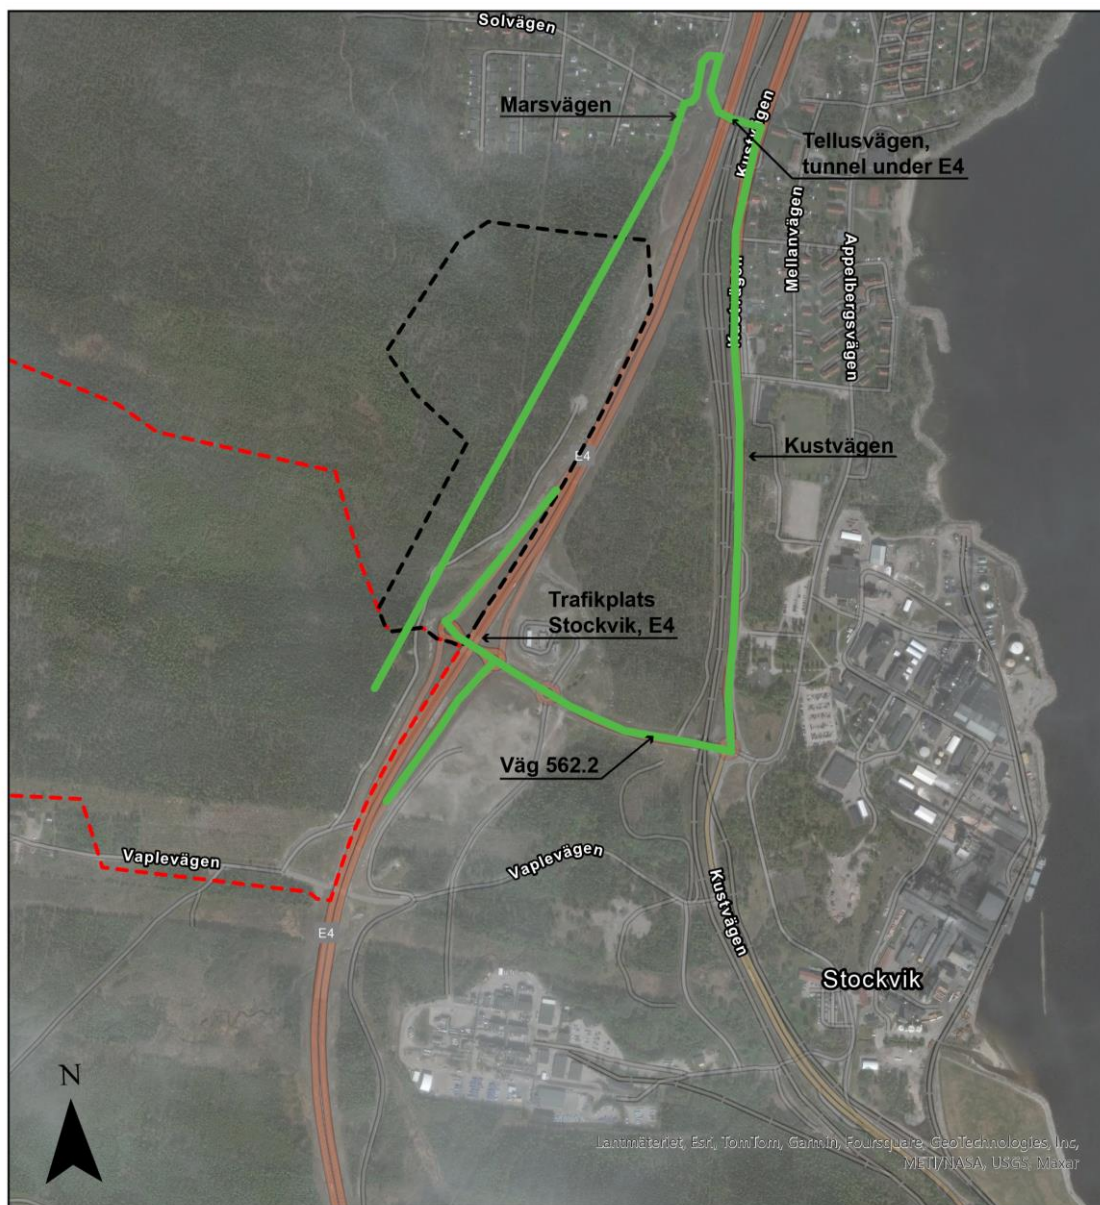 Solvägen
Marsvägen
Kustvägen
Tellusvägen,
tunnel under E4
Mellanvägen
Appelbergsvägen
Kustvägen
Kustvägen
E4
Trafikplats
Stockvik, E4
Väg 562.2
Vaplevägen
Vaplevägen
Kustvägen
E4
Stockvik
N
Lantmäteriet, Esri, TomTom, Garmin, Foursquare, GeoTechnologies, Inc,
METI/NASA, USGS, Maxar